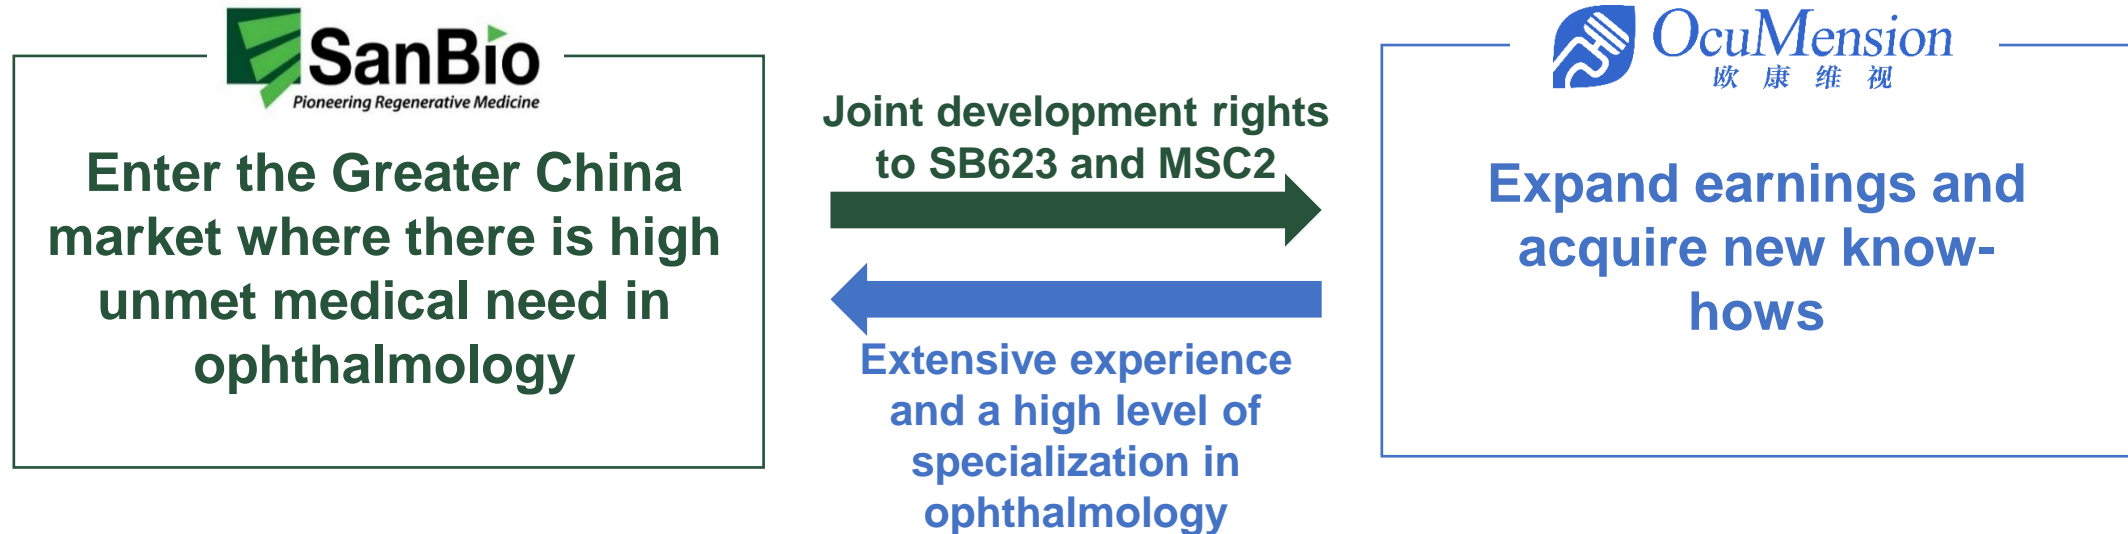 SanBio
Pioneering Regenerative Medicine
Enter the Greater China
market where there is high
unmet medical need in
ophthalmology
Joint development rights
to SB623 and MSC2
Extensive experience
and a high level of
specialization in
ophthalmology
OcuMension
欧康维视
Expand earnings and
acquire new know-
hows